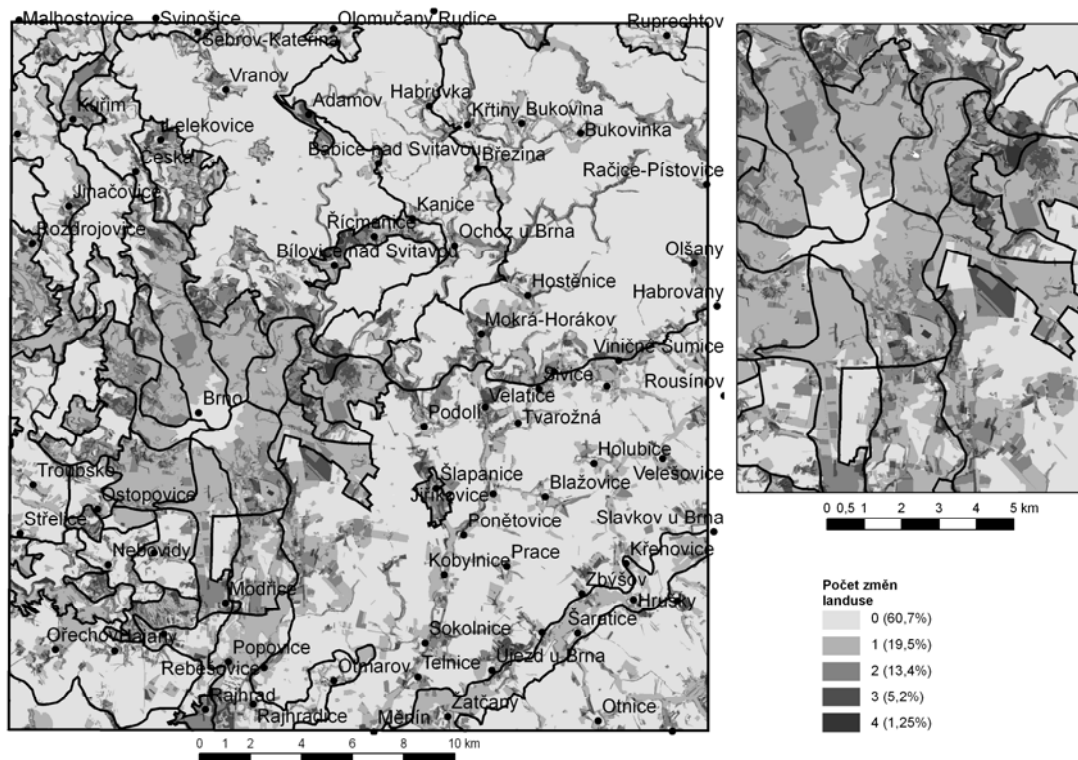 Malhostovice
Svinošice
Olomučany Rudice
Ruprechtov
Šebrov-Kateřina
Vranov
Habrůvka
Adamov
Kuřim
Křtiny Bukovina
Lelekovice
Bukovinka
Babice nad Svitavou
Březina
Česká
Račice-Pístovice
Jinačovice
Kanice
Rozdrojovice
Řícmanice
Ochoz u Brna
Bílovice nad Svitavou
Olšany
Hostěnice
Habrovany
Mokrá-Horákov
Viničné Šumice
Sivice
Rousínov
Velatice
Brno
Podolí
Tvarožná
Holubice
Troubsko
Šlapanice
Velešovice
Ostopovice
Jiříkovice
Blažovice
Střelice
Ponětovice
Slavkov u Brna
Nebovidy
Kobylnice
Prace
Křenovice
Zbýšov
Modřice
Hrušky
Šaratice
Ořechov
Hajany
Sokolnice
Popovice
Rebešovice
Otmarov
Telnice
Újezd u Brna
Rajhrad
Rajhradice
Měnín
Zatčany
Otnice
0 1 2 4 6 8 10 km
0 0,5 1 2 3 4 5 km
Počet změn
landuse
0 (60,7%)
1 (19,5%)
2 (13,4%)
3 (5,2%)
4 (1,25%)